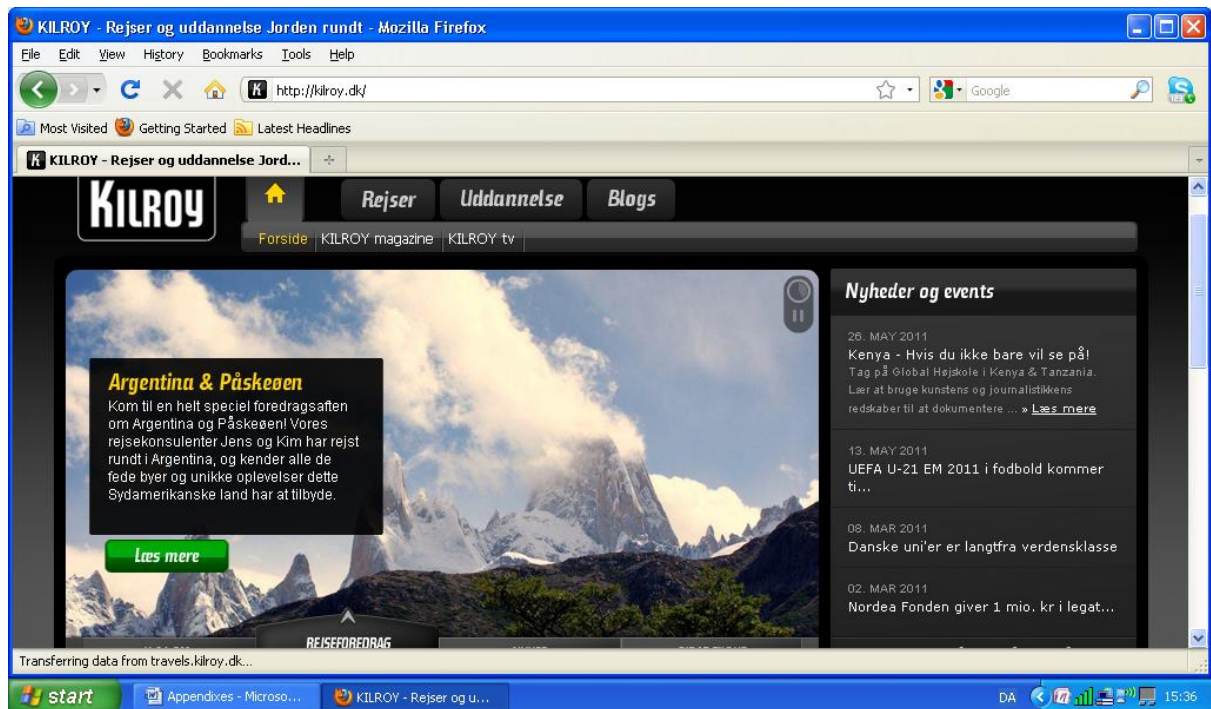 KILROY - Rejser og uddannelse Jorden rundt - Mozilla Firefox
File Edit View History Bookmarks Tools Help
http://kilroy.dk/
Google
Most Visited Getting Started Latest Headlines
KILROY - Rejser og uddannelse Jord...
KILROY
Rejser Uddannelse Blogs
Forside KILROY magazine KILROY tv
Argentina & Påskeøen
Kom til en helt speciel foredragsaften
om Argentina og Påskeøen! Vores
rejsekonsulenter Jens og Kim har rejst
rundt i Argentina, og kender alle de
fede byer og unikke oplevelser dette
Sydamerikanske land har at tilbyde.
Læs mere
REJSEFOREDRAG
Nyheder og events
26. MAY 2011
Kenya - Hvis du ikke bare vil se på!
Tag på Global Højskole i Kenya & Tanzania.
Lær at bruge kunstens og journalistikkens
redskaber til at dokumentere ... » Læs mere
13. MAY 2011
UEFA U-21 EM 2011 i fodbold kommer
ti...
08. MAR 2011
Danske uni'er er langtfra verdensklasse
02. MAR 2011
Nordea Fonden giver 1 mio. kr i legat...
Transferring data from travels.kilroy.dk...
start Appendixes - Microso... KILROY - Rejser og u... DA 15:36